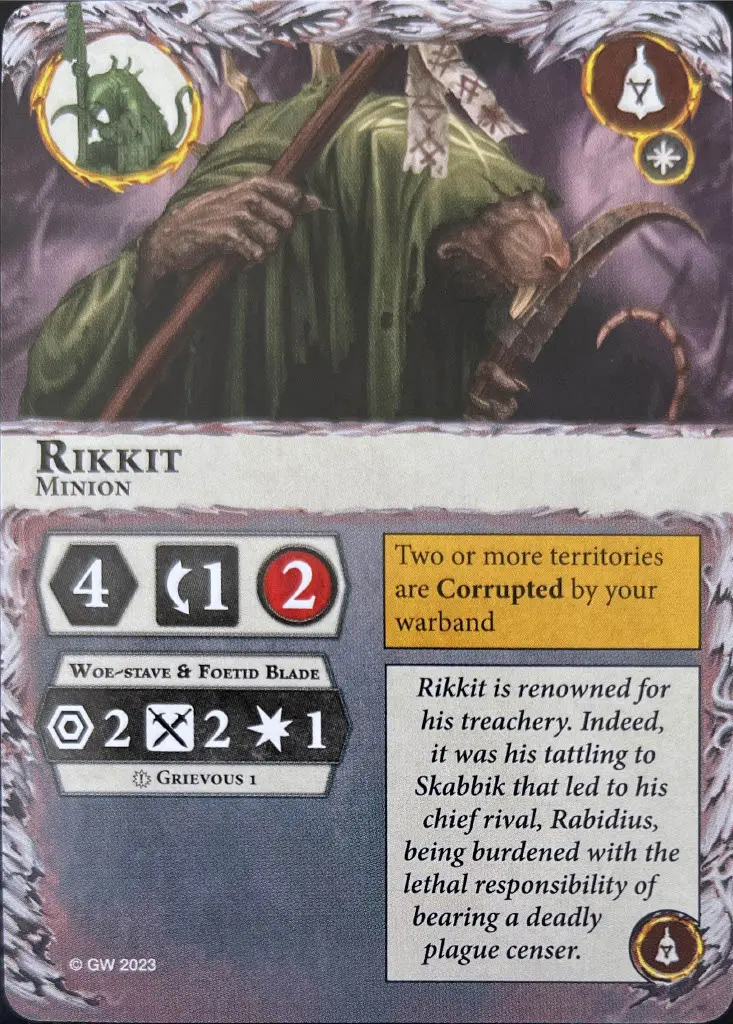 Rikkit
Minion
4 1 2
Woe-stave & Foetid Blade
2 2 1
Grievous 1
Two or more territories
are Corrupted by your
warband
Rikkit is renowned for
his treachery. Indeed,
it was his tattling to
Skabbik that led to his
chief rival, Rabidius,
being burdened with the
lethal responsibility of
bearing a deadly
plague censer.
© GW 2023